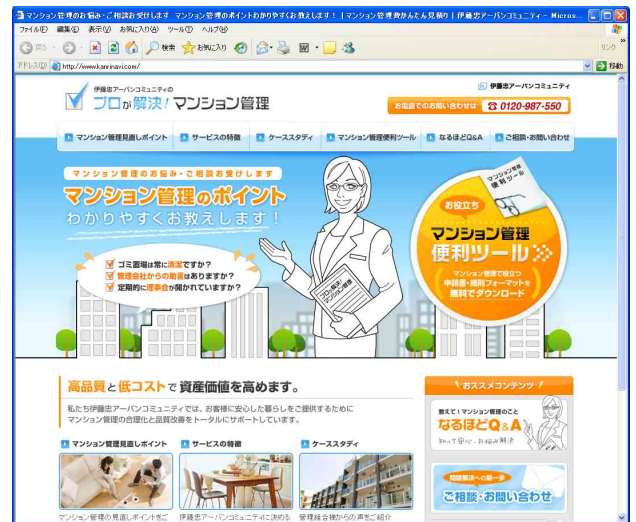 マンション管理のお悩み・ご相談お受けします マンション管理のポイントわかりやすくお教えします！｜マンション管理費かんたん見積り｜伊藤忠アーバンコミュニティ - Micros...
ファイル(F) 編集(E) 表示(V) お気に入り(A) ツール(T) ヘルプ(H)
戻る 検索 お気に入り リンク
アドレス(D) http://www.kanrinavi.com/ 移動
伊藤忠アーバンコミュニティの
プロが解決！マンション管理
伊藤忠アーバンコミュニティ
お電話でのお問い合わせは 0120-987-550
マンション管理見直しポイント サービスの特徴 ケーススタディ マンション管理便利ツール なるほどQ&A ご相談・お問い合わせ
マンション管理のお悩み・ご相談お受けします
マンション管理のポイント
わかりやすくお教えします！
ゴミ置場は常に清潔ですか？
管理会社からの助言はありますか？
定期的に理事会が開かれていますか？
プロが解決！
マンション管理
マンション管理
便利ツール
お役立ち
マンション管理
便利ツール
マンション管理で役立つ
申請書・規則フォーマットを
無料でダウンロード
高品質と低コストで資産価値を高めます。
私たち伊藤忠アーバンコミュニティでは、お客様に安心した暮らしをご提供するために
マンション管理の合理化と品質改善をトータルにサポートしています。
マンション管理見直しポイント サービスの特徴 ケーススタディ
マンション管理の見直しポイントをご 伊藤忠アーバンコミュニティに決める 管理組合様からの声をご紹介
おススメコンテンツ
教えて！マンション管理のこと
なるほどQ&A
知って安心・お悩み解決
問題解決への第一歩
ご相談・お問い合わせ